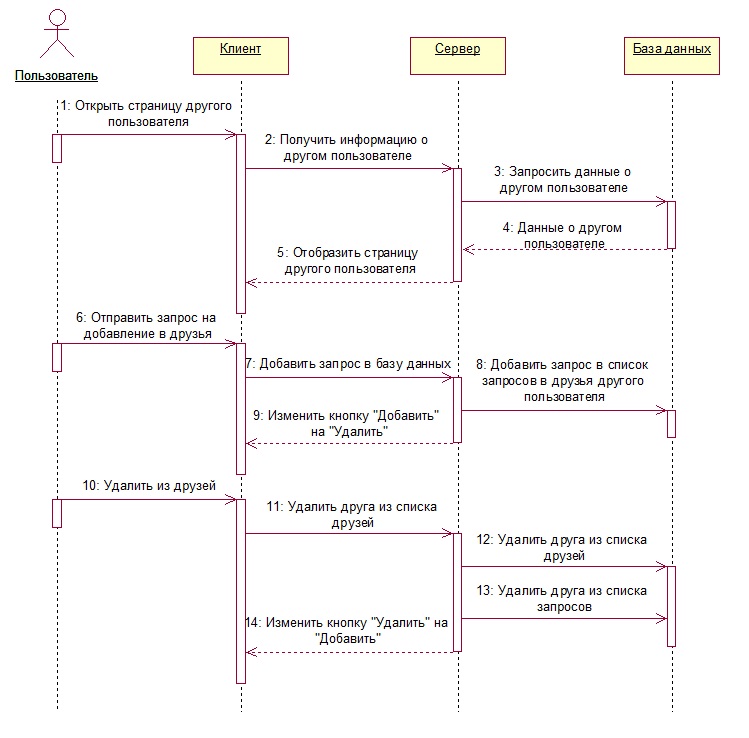 Пользователь
Клиент
Сервер
База данных
1: Открыть страницу другого
пользователя
2: Получить информацию о
другом пользователе
3: Запросить данные о
другом пользователе
4: Данные о другом
пользователе
5: Отобразить страницу
другого пользователя
6: Отправить запрос на
добавление в друзья
7: Добавить запрос в базу данных
8: Добавить запрос в список
запросов в друзья другого
пользователя
9: Изменить кнопку "Добавить"
на "Удалить"
10: Удалить из друзей
11: Удалить друга из списка
друзей
12: Удалить друга из списка
друзей
13: Удалить друга из списка
запросов
14: Изменить кнопку "Удалить" на
"Добавить"